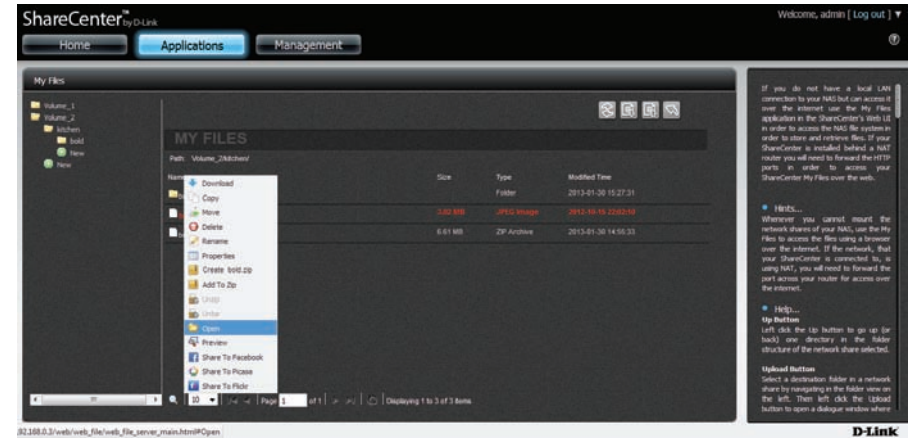 ShareCenter™ by D-Link
Welcome, admin [ Log out ] ▼
Home
Applications
Management
My Files
Volume_1
Volume_2
kitchen
bold
New
New
MY FILES
Path: Volume_2/kitchen/
Size
Type
Modified Time
Folder
2013-01-30 15:27:31
3.82 MB
JPEG Image
6.61 MB
ZIP Archive
2013-01-30 14:56:33
Download
Copy
Move
Delete
Rename
Properties
Create bold.zip
Add To Zip
Unzip
Untar
Open
Preview
Share To Facebook
Share To Picasa
Share To Flickr
10
Page 1 of 1
Displaying 1 to 3 of 3 items
If you do not have a local LAN
connection to your NAS but can access it
over the internet use the My Files
application in the ShareCenter's Web UI
in order to access the NAS file system in
order to store and retrieve files. If your
ShareCenter is installed behind a NAT
router you will need to forward the HTTP
ports in order to access your
ShareCenter My Files over the web.
Hints...
Whenever you cannot mount the
network shares of your NAS, use the My
Files to access the files using a browser
over the internet. If the network, that
your ShareCenter is connected to, is
using NAT, you will need to forward the
port across your router for access over
the internet.
Help...
Up Button
Left click the Up button to go up (or
back) one directory in the folder
structure of the network share selected.
Upload Button
Select a destination folder in a network
share by navigating in the folder view on
the left. Then left click the Upload
button to open a dialogue window where
92.168.0.3/web/web_file/web_file_server_main.html#Open
D-Link